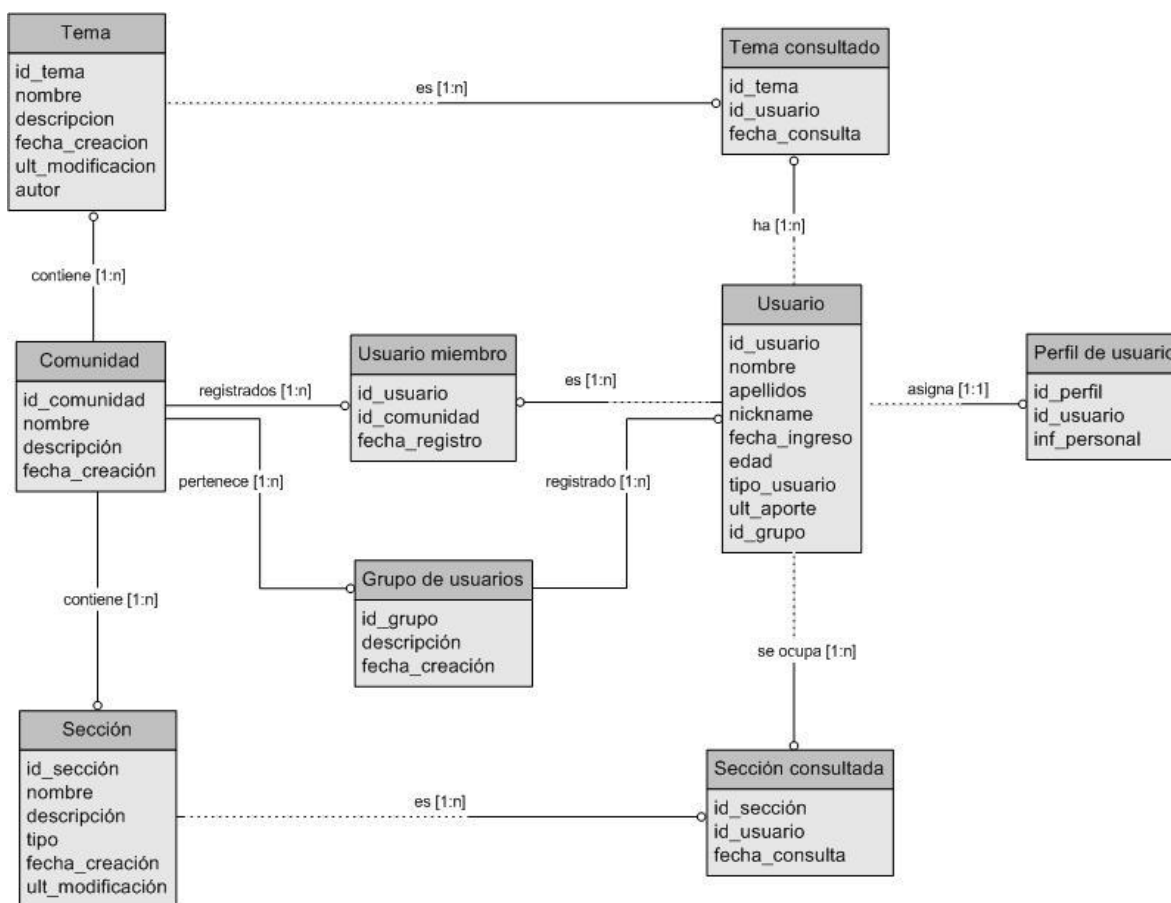 Tema
id_tema
nombre
descripcion
fecha_creacion
ult_modificacion
autor
es [1:n]
Tema consultado
id_tema
id_usuario
fecha_consulta
contiene [1:n]
ha [1:n]
Comunidad
id_comunidad
nombre
descripción
fecha_creación
registrados [1:n]
Usuario miembro
id_usuario
id_comunidad
fecha_registro
es [1:n]
Usuario
id_usuario
nombre
apellidos
nickname
fecha_ingreso
edad
tipo_usuario
ult_aporte
id_grupo
asigna [1:1]
Perfil de usuario
id_perfil
id_usuario
inf_personal
pertenece [1:n]
registrado [1:n]
Grupo de usuarios
id_grupo
descripción
fecha_creación
contiene [1:n]
se ocupa [1:n]
Sección
id_sección
nombre
descripción
tipo
fecha_creación
ult_modificación
es [1:n]
Sección consultada
id_sección
id_usuario
fecha_consulta